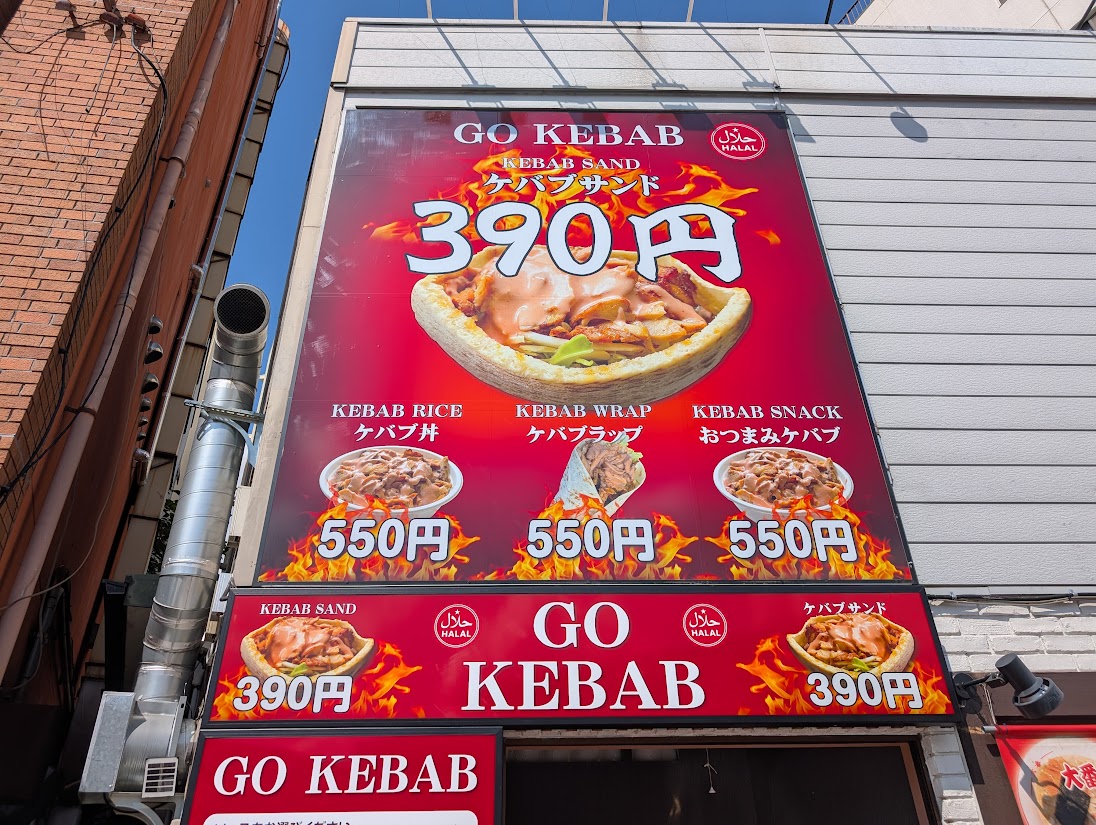 GO KEBAB
حلال
HALAL
KEBAB SAND
ケバブサンド
390円
KEBAB RICE
ケバブ丼
550円
KEBAB WRAP
ケバブラップ
550円
KEBAB SNACK
おつまみケバブ
550円
KEBAB SAND
390円
حلال
HALAL
GO
KEBAB
حلال
HALAL
ケバブサンド
390円
GO KEBAB
大番